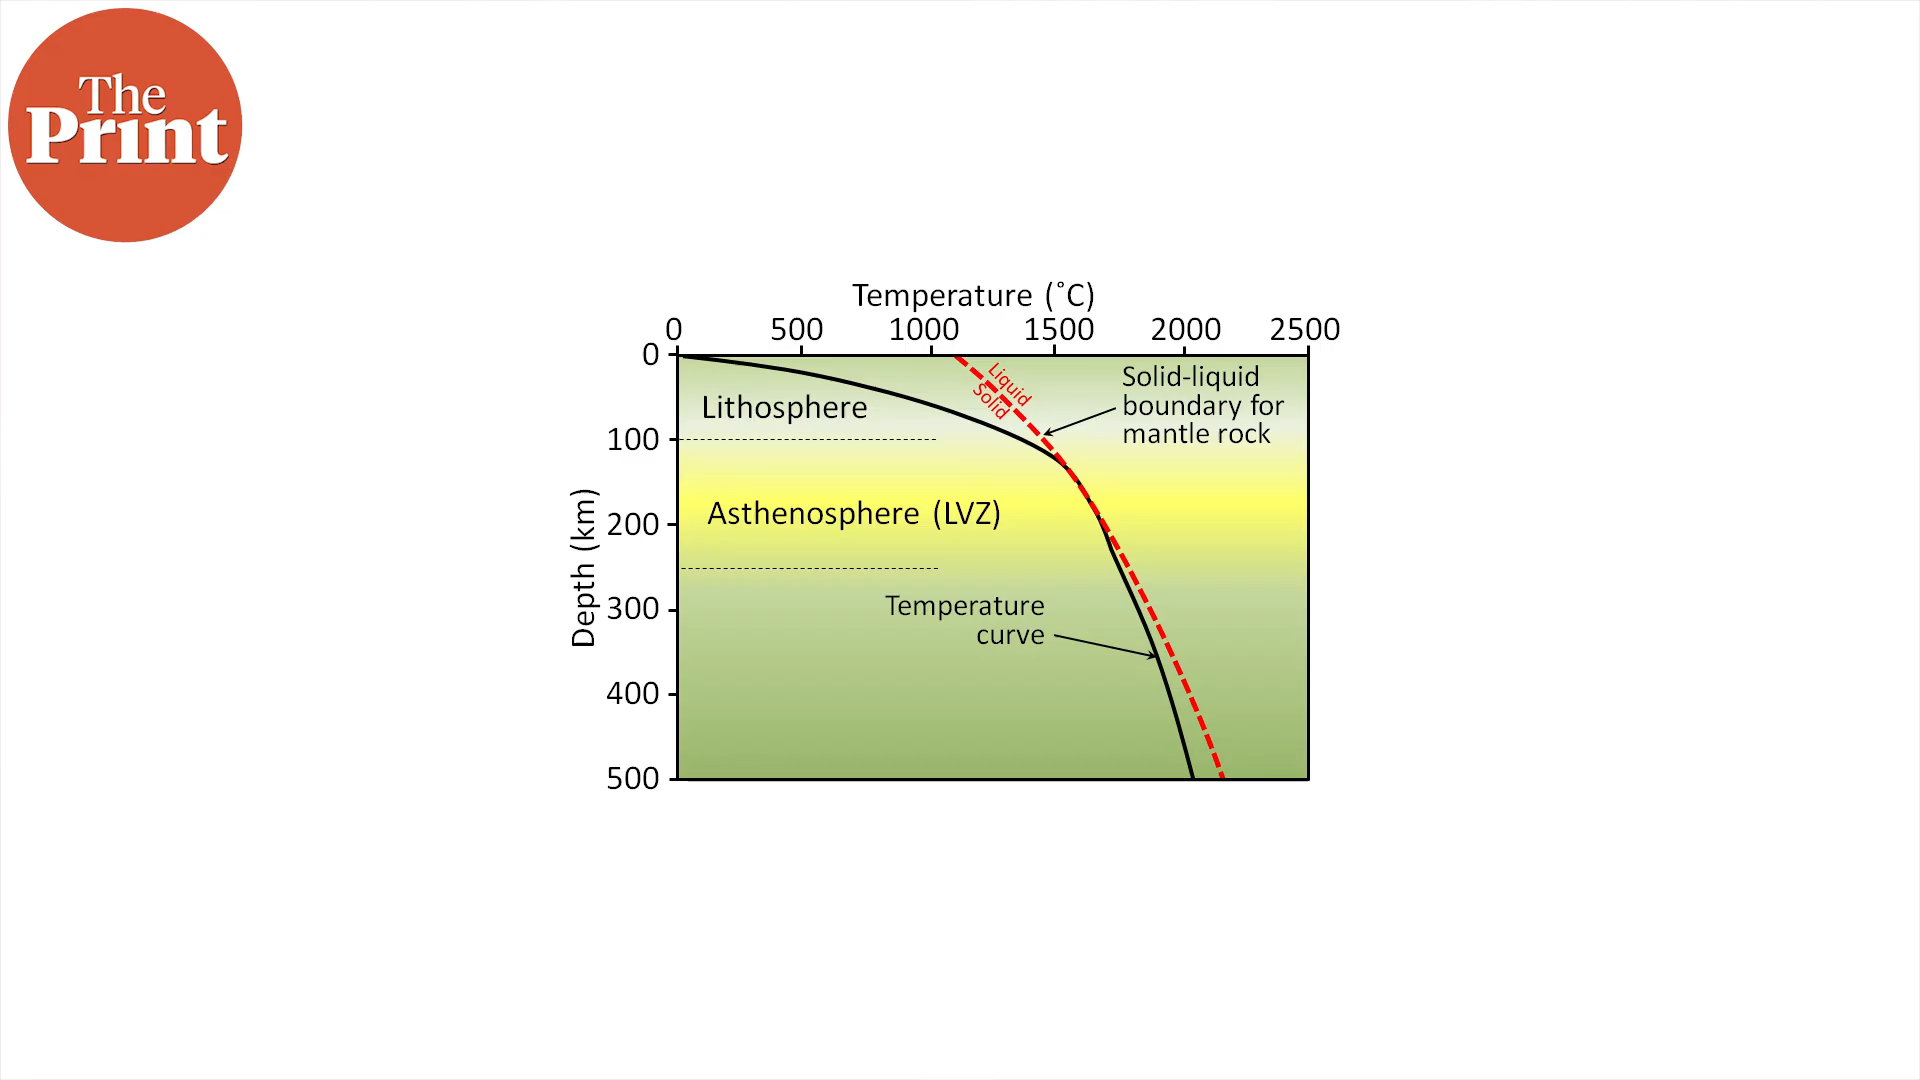 The
Print
Temperature (˚C)
0 500 1000 1500 2000 2500
0
100
200
300
400
500
Depth (km)
Lithosphere
Asthenosphere (LVZ)
Liquid
Solid
Solid-liquid
boundary for
mantle rock
Temperature
curve